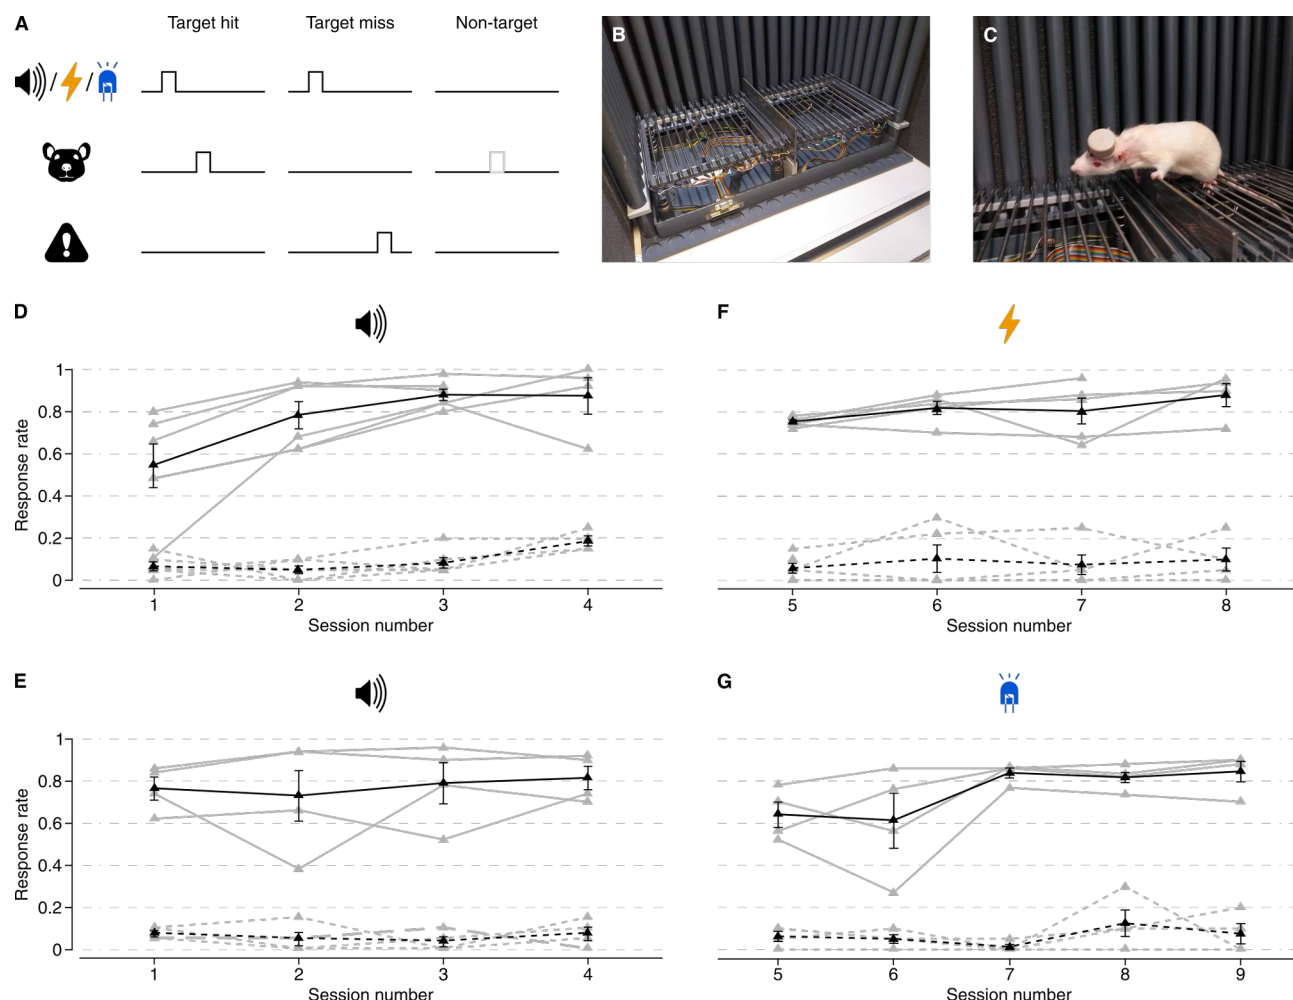 A Target hit Target miss Non-target
B
C
/ /
D
F
1
0.8
0.6
0.4
0.2
0
Response rate
1 2 3 4
Session number
5 6 7 8
Session number
E
G
1
0.8
0.6
0.4
0.2
0
Response rate
1 2 3 4
Session number
5 6 7 8 9
Session number